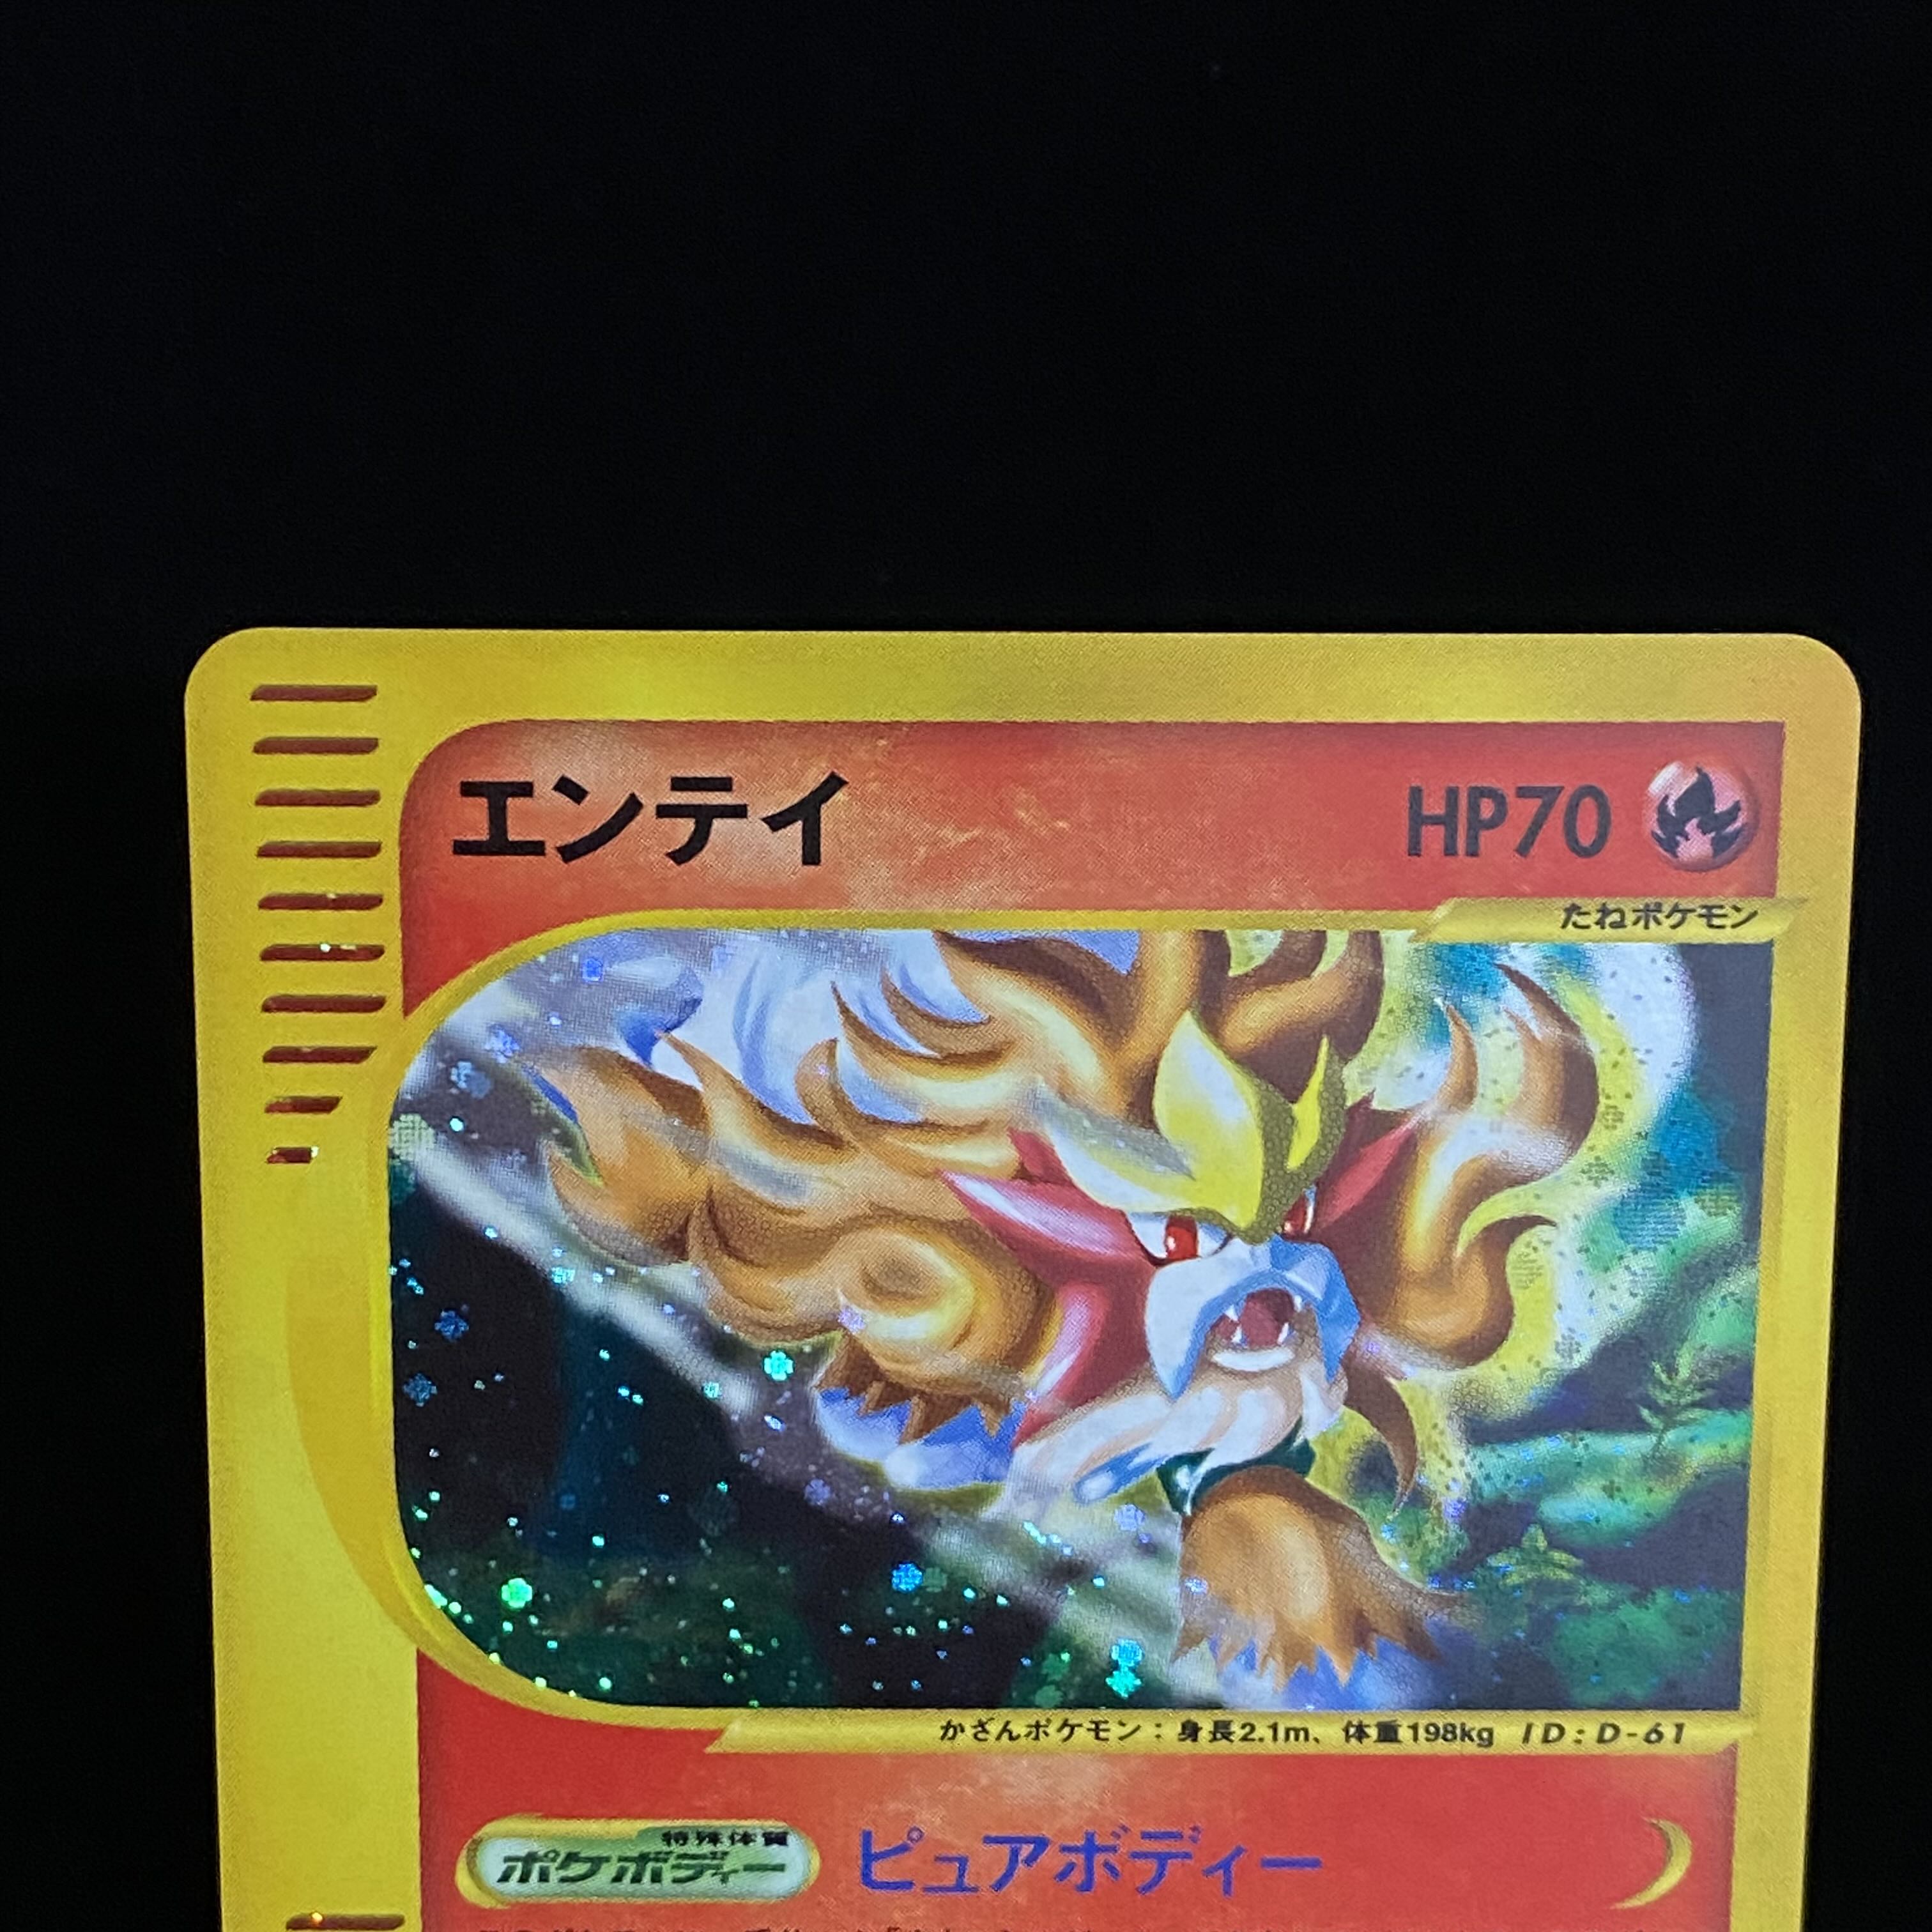 エンテイ HP70
たねポケモン
かざんポケモン：身長2.1m、体重198kg ID:D-61
特殊体質
ポケボディー ピュアボディー